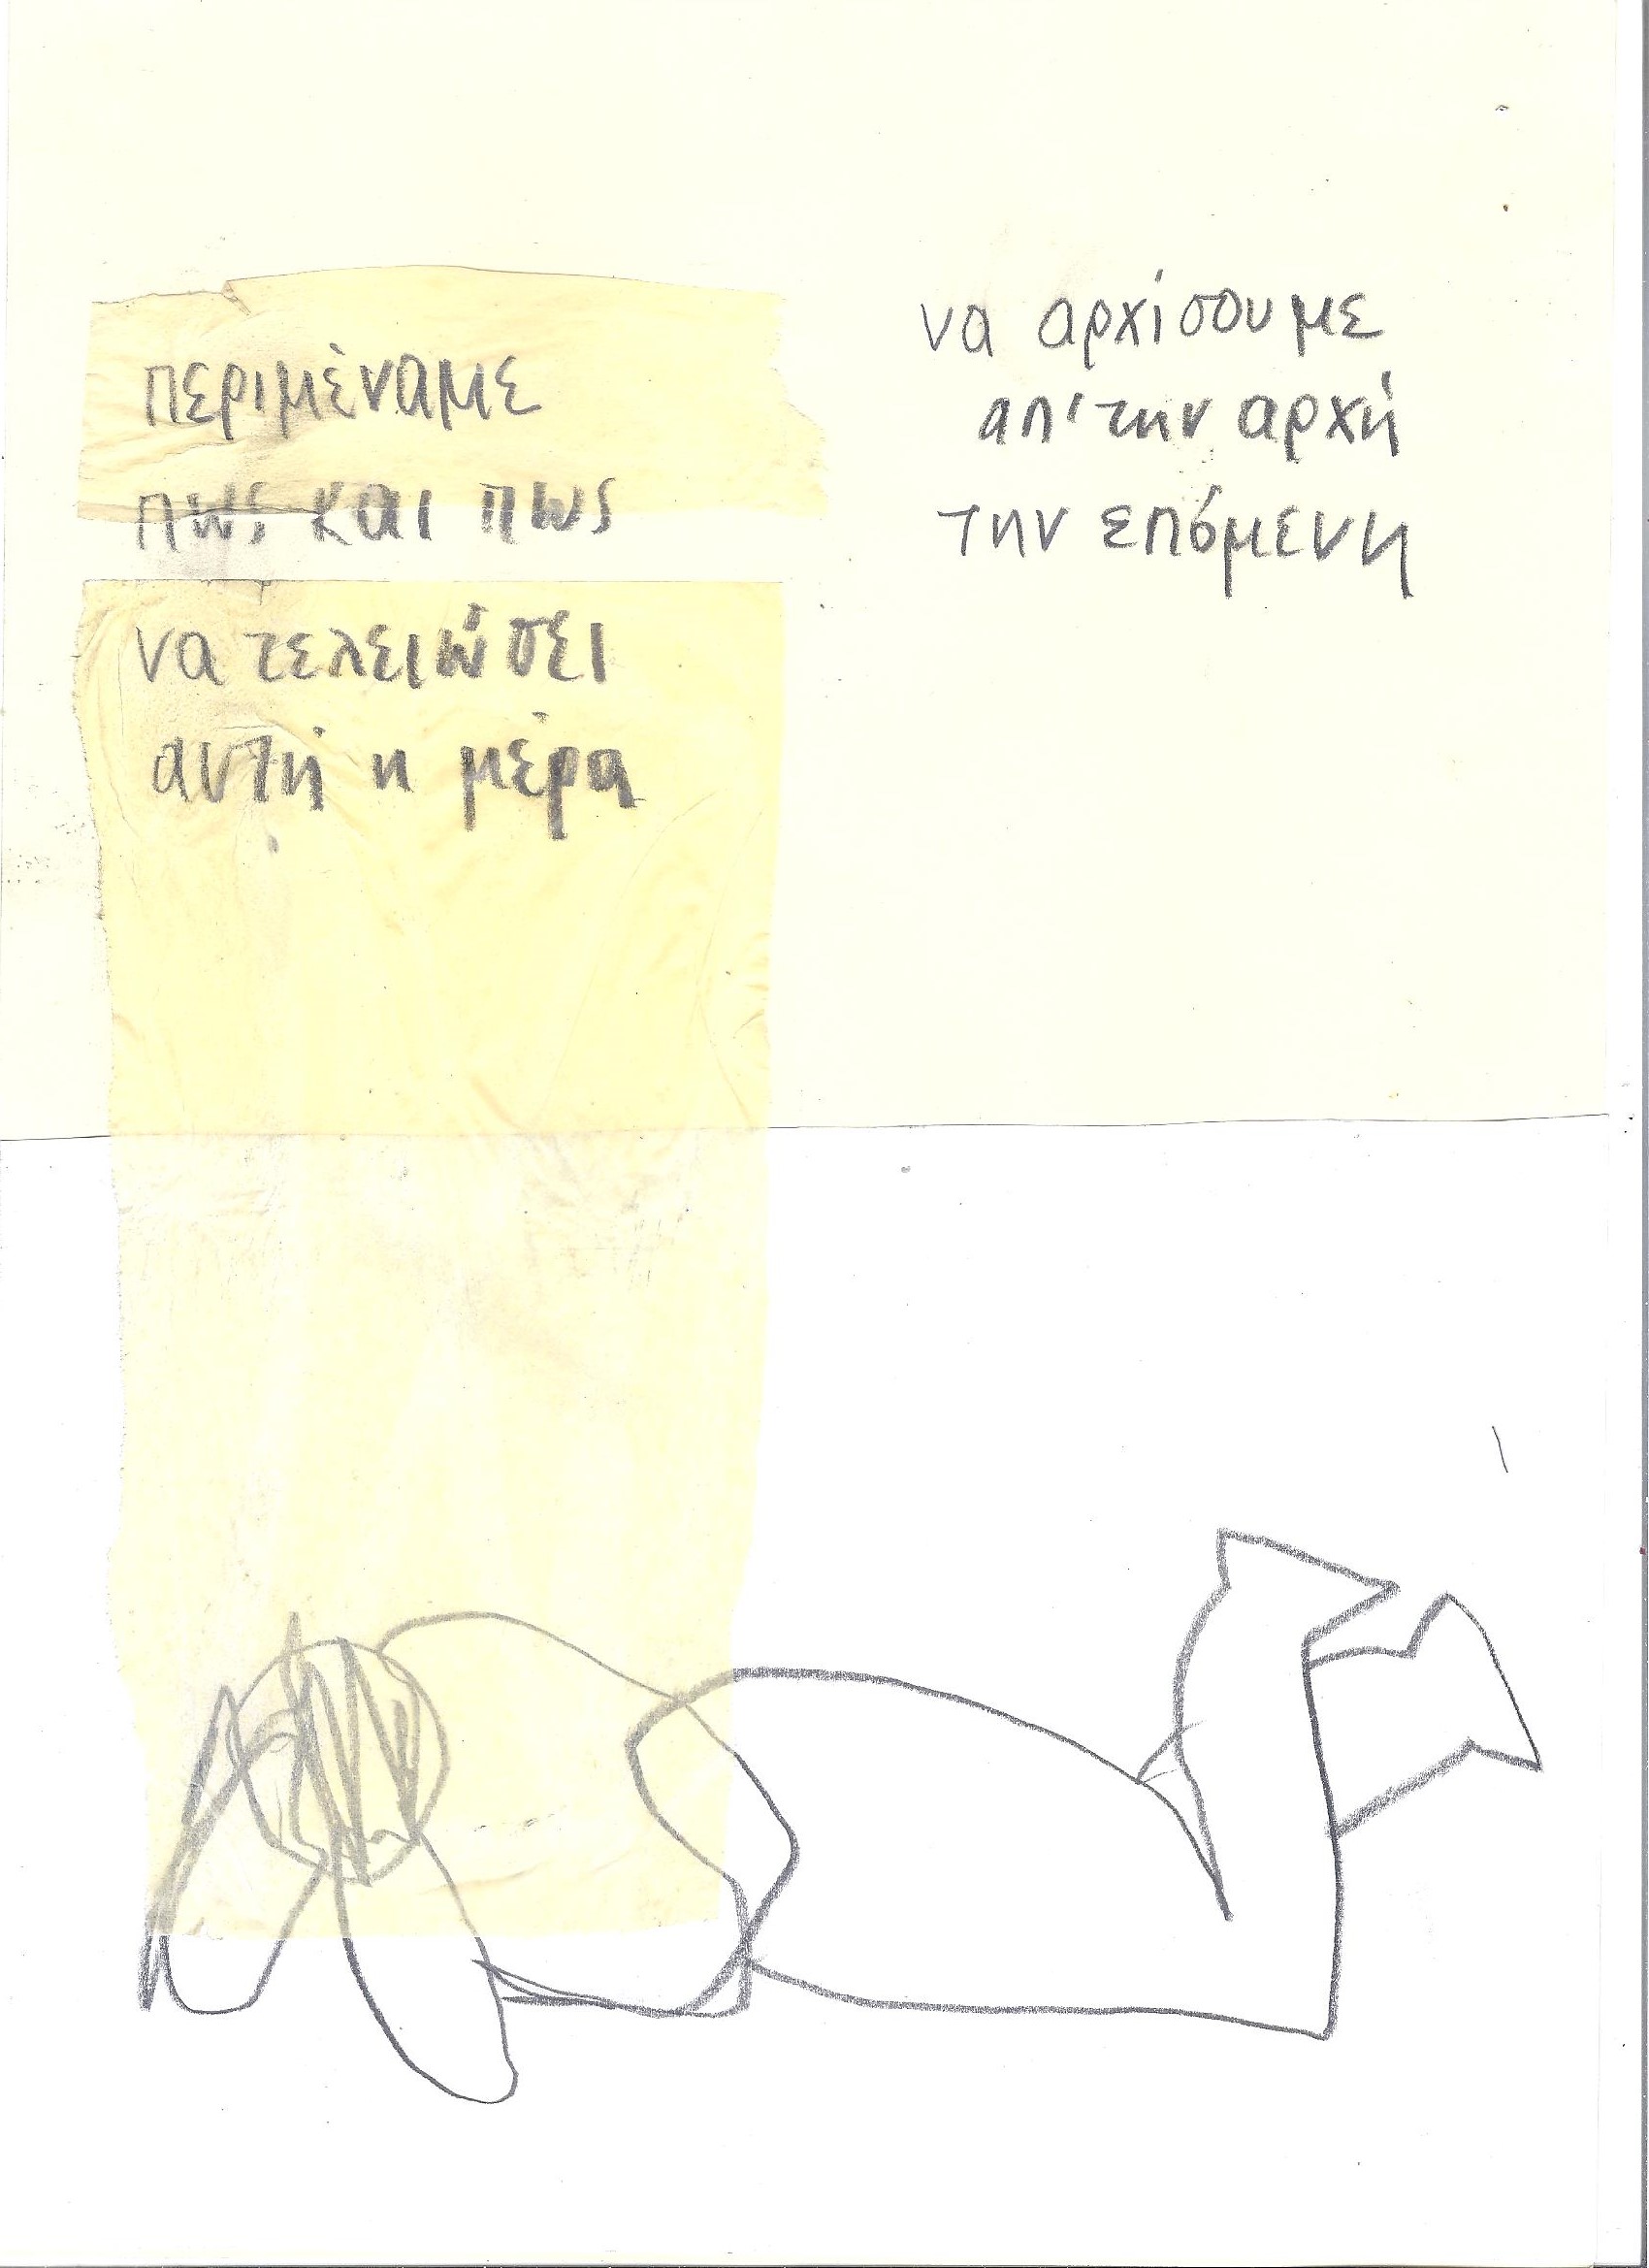 περιμέναμε
πως και πως
να τελειώσει
αυτή η μέρα
να αρχίσουμε
απ' την αρχή
την επόμενη